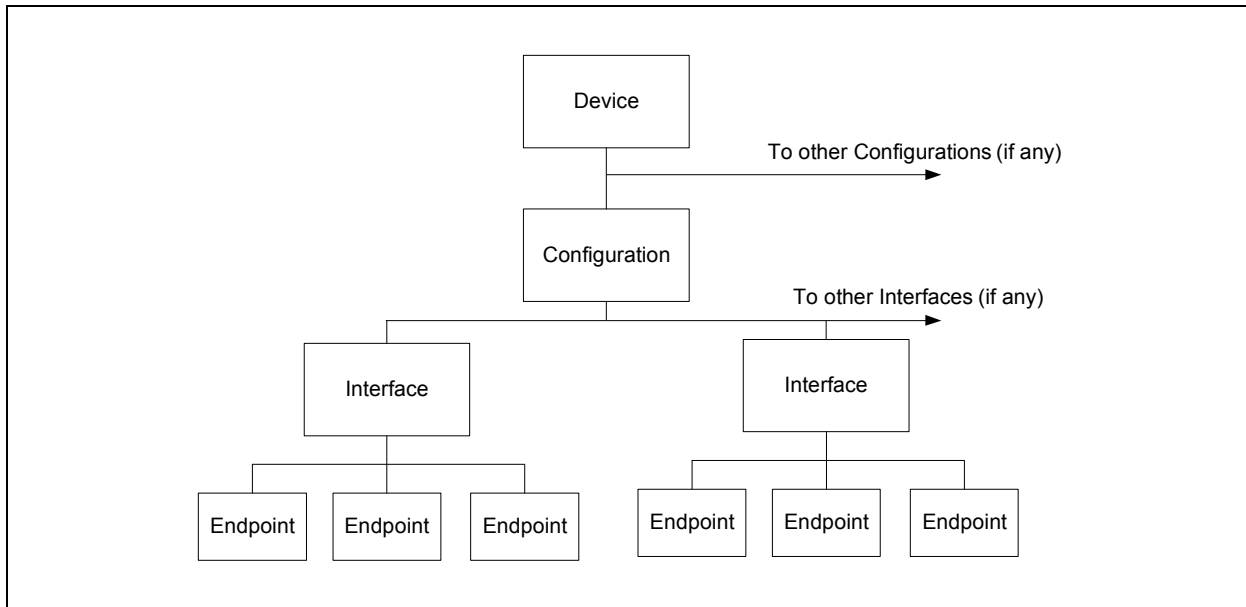 Device
To other Configurations (if any)
Configuration
To other Interfaces (if any)
Interface
Interface
Endpoint
Endpoint
Endpoint
Endpoint
Endpoint
Endpoint